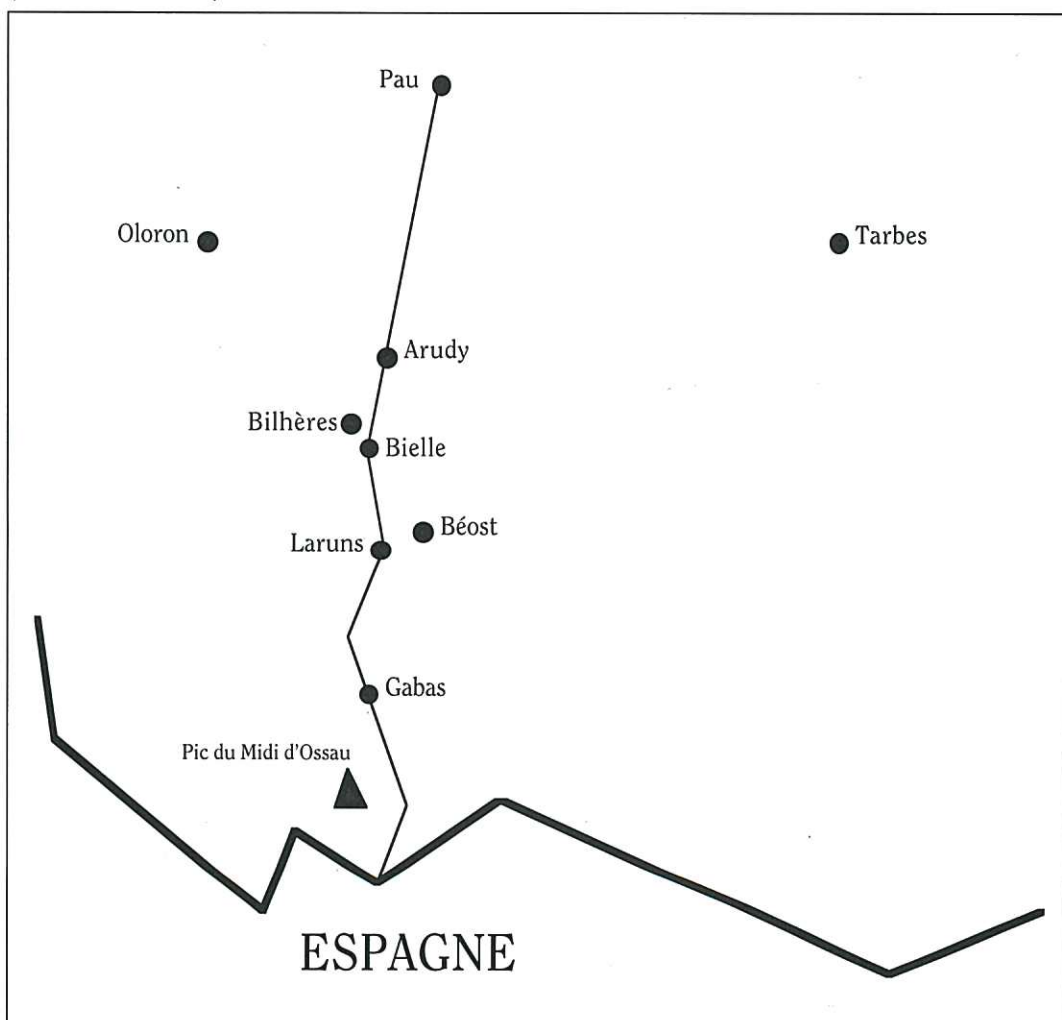 Pau
Oloron
Tarbes
Arudy
Bilhères
Bielle
Béost
Laruns
Gabas
Pic du Midi d'Ossau
ESPAGNE